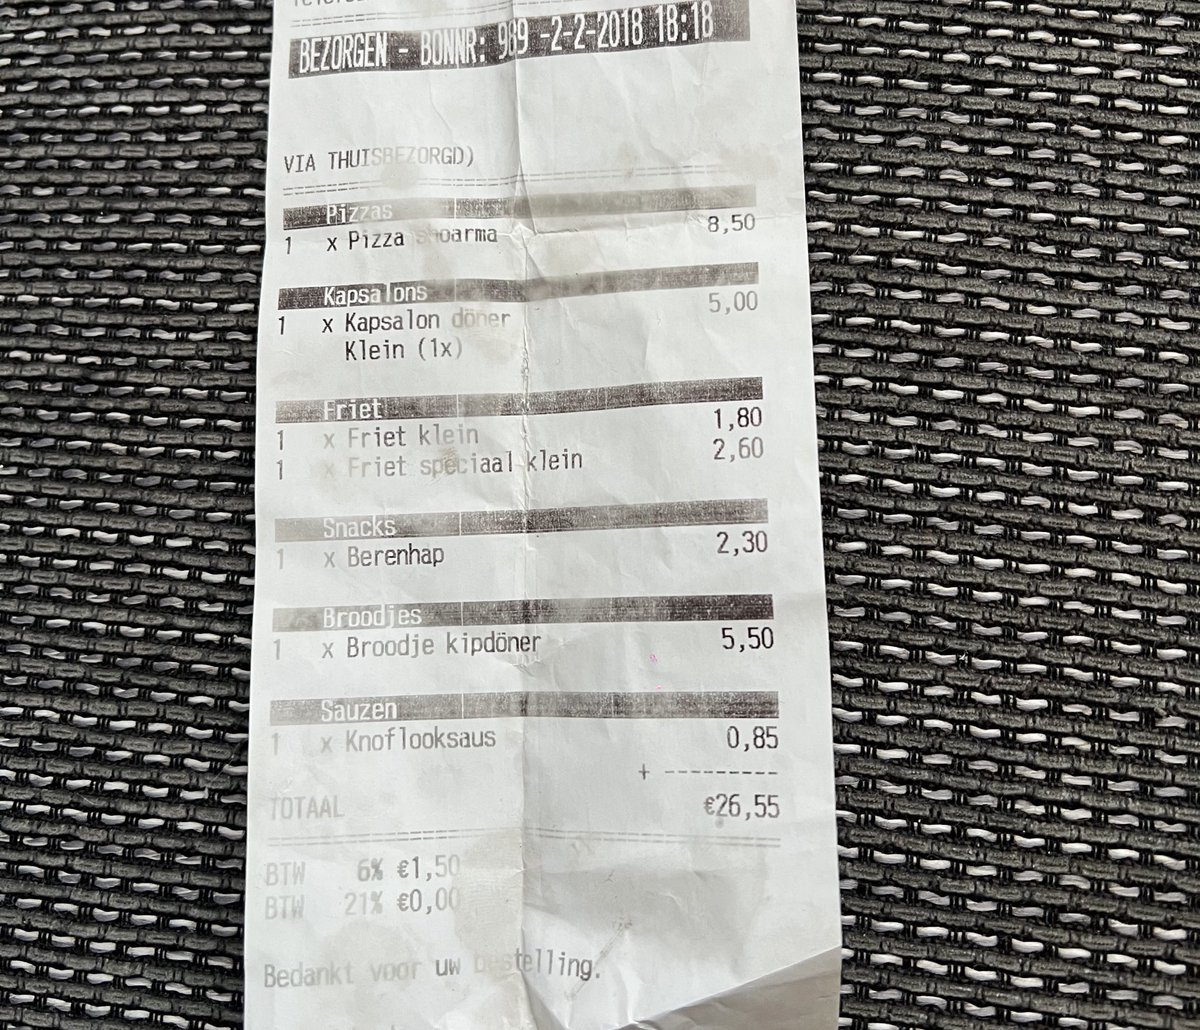 BEZORGEN - BONNR: 989 -2-2-2018 18:18
VIA THUISBEZORGD)
Pizzas
1 x Pizza shoarma 8,50
Kapsalons
1 x Kapsalon döner 5,00
Klein (1x)
Friet
1 x Friet klein 1,80
1 x Friet speciaal klein 2,60
Snacks
1 x Berenhap 2,30
Broodjes
1 x Broodje kipdöner 5,50
Sauzen
1 x Knoflooksaus 0,85
+ ---------
TOTAAL €26,55
BTW 6% €1,50
BTW 21% €0,00
Bedankt voor uw bestelling.